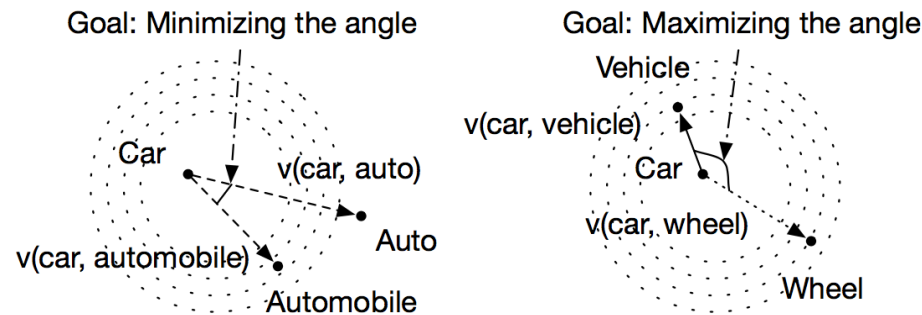 Goal: Minimizing the angle
Car
v(car, auto)
v(car, automobile)
Auto
Automobile
Goal: Maximizing the angle
Vehicle
v(car, vehicle)
Car
v(car, wheel)
Wheel